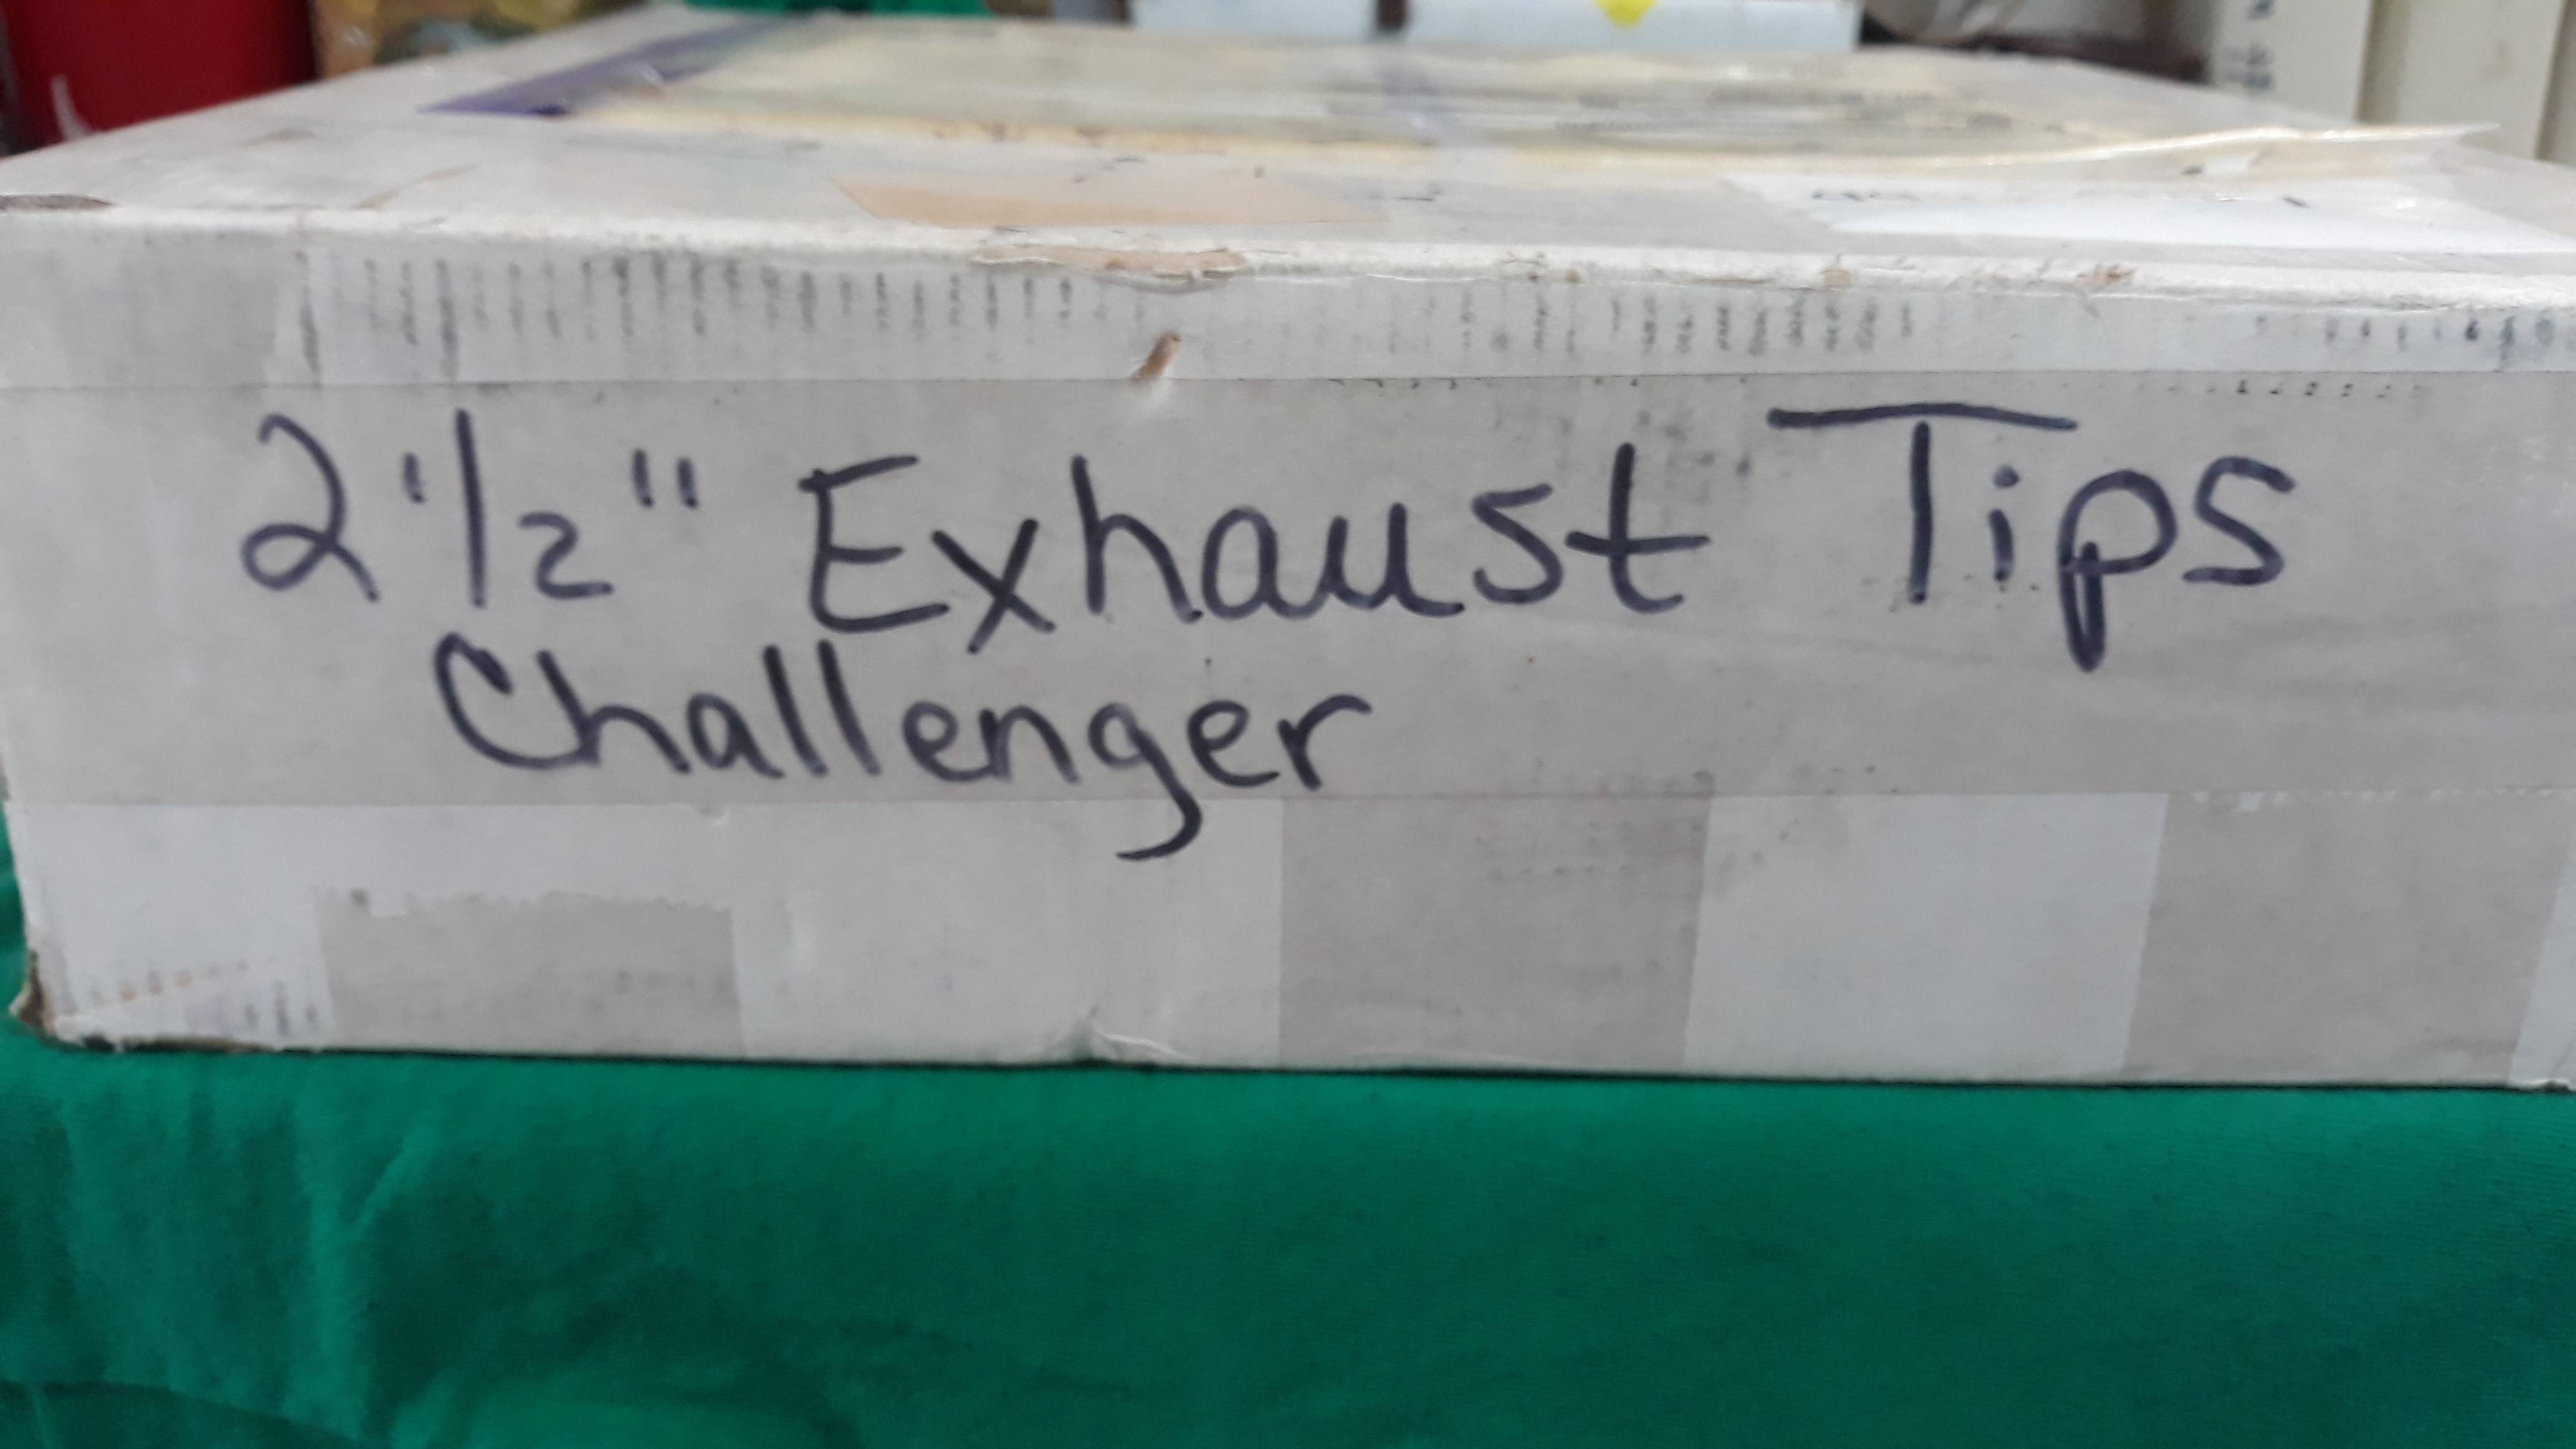 2 1/2" Exhaust Tips
Challenger